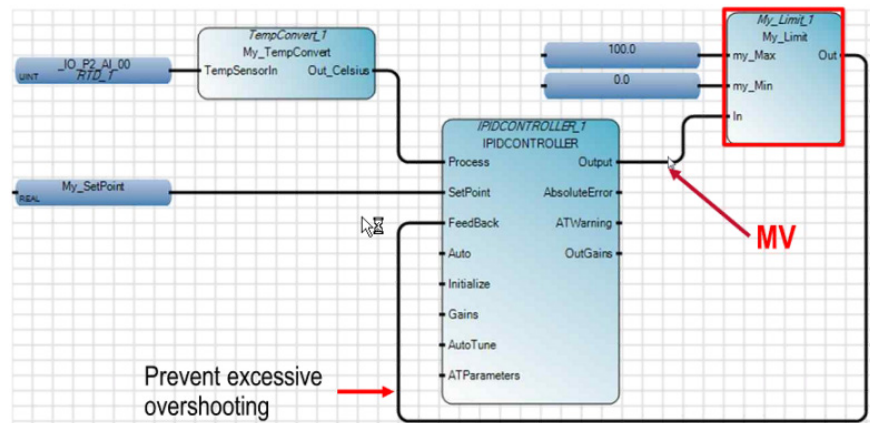 TempConvert_1
My_TempConvert
_IO_P2_AI_00
RTD_1
UINT
TempSensorIn
Out_Celsius
My_Limit_1
My_Limit
100.0
my_Max
Out
0.0
my_Min
In
IPIDCONTROLLER_1
IPIDCONTROLLER
Process
Output
My_SetPoint
REAL
SetPoint
AbsoluteError
FeedBack
ATWarning
Auto
OutGains
Initialize
Gains
AutoTune
ATParameters
MV
Prevent excessive
overshooting